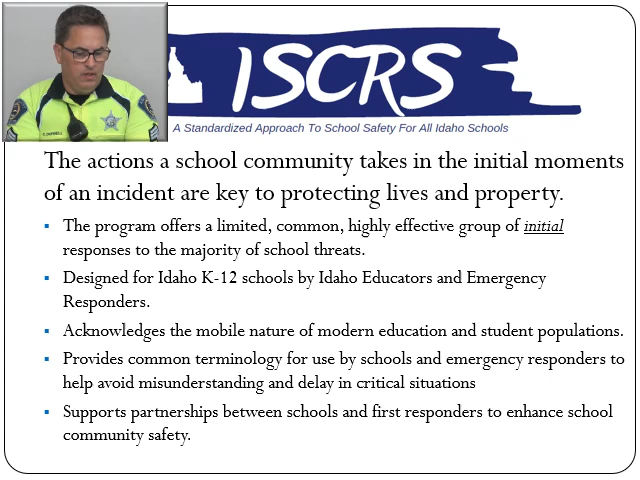 ISCRS
A Standardized Approach To School Safety For All Idaho Schools
The actions a school community takes in the initial moments
of an incident are key to protecting lives and property.
▪ The program offers a limited, common, highly effective group of initial
responses to the majority of school threats.
▪ Designed for Idaho K-12 schools by Idaho Educators and Emergency
Responders.
▪ Acknowledges the mobile nature of modern education and student populations.
▪ Provides common terminology for use by schools and emergency responders to
help avoid misunderstanding and delay in critical situations
▪ Supports partnerships between schools and first responders to enhance school
community safety.